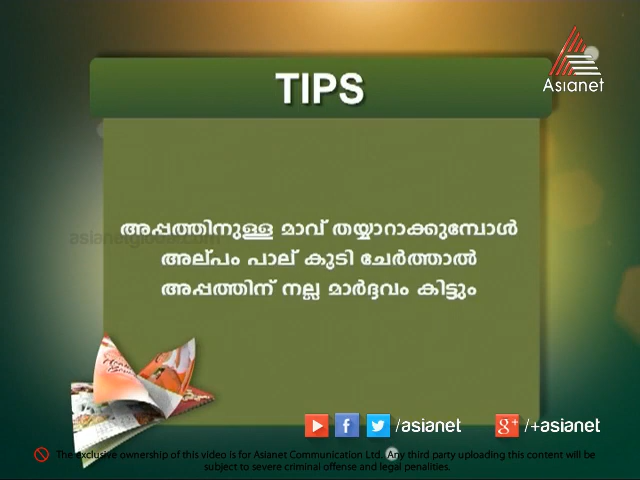 TIPS
Asianet
അപ്പത്തിനുള്ള മാവ് തയ്യാറാക്കുമ്പോൾ
asianetglobal.com
അല്പം പാല് കൂടി ചേർത്താൽ
അപ്പത്തിന് നല്ല മാർദ്ദവം കിട്ടും
/asianet
g+ /+asianet
The exclusive ownership of this video is for Asianet Communication Ltd. Any third party uploading this content will be
subject to severe criminal offense and legal penalities.